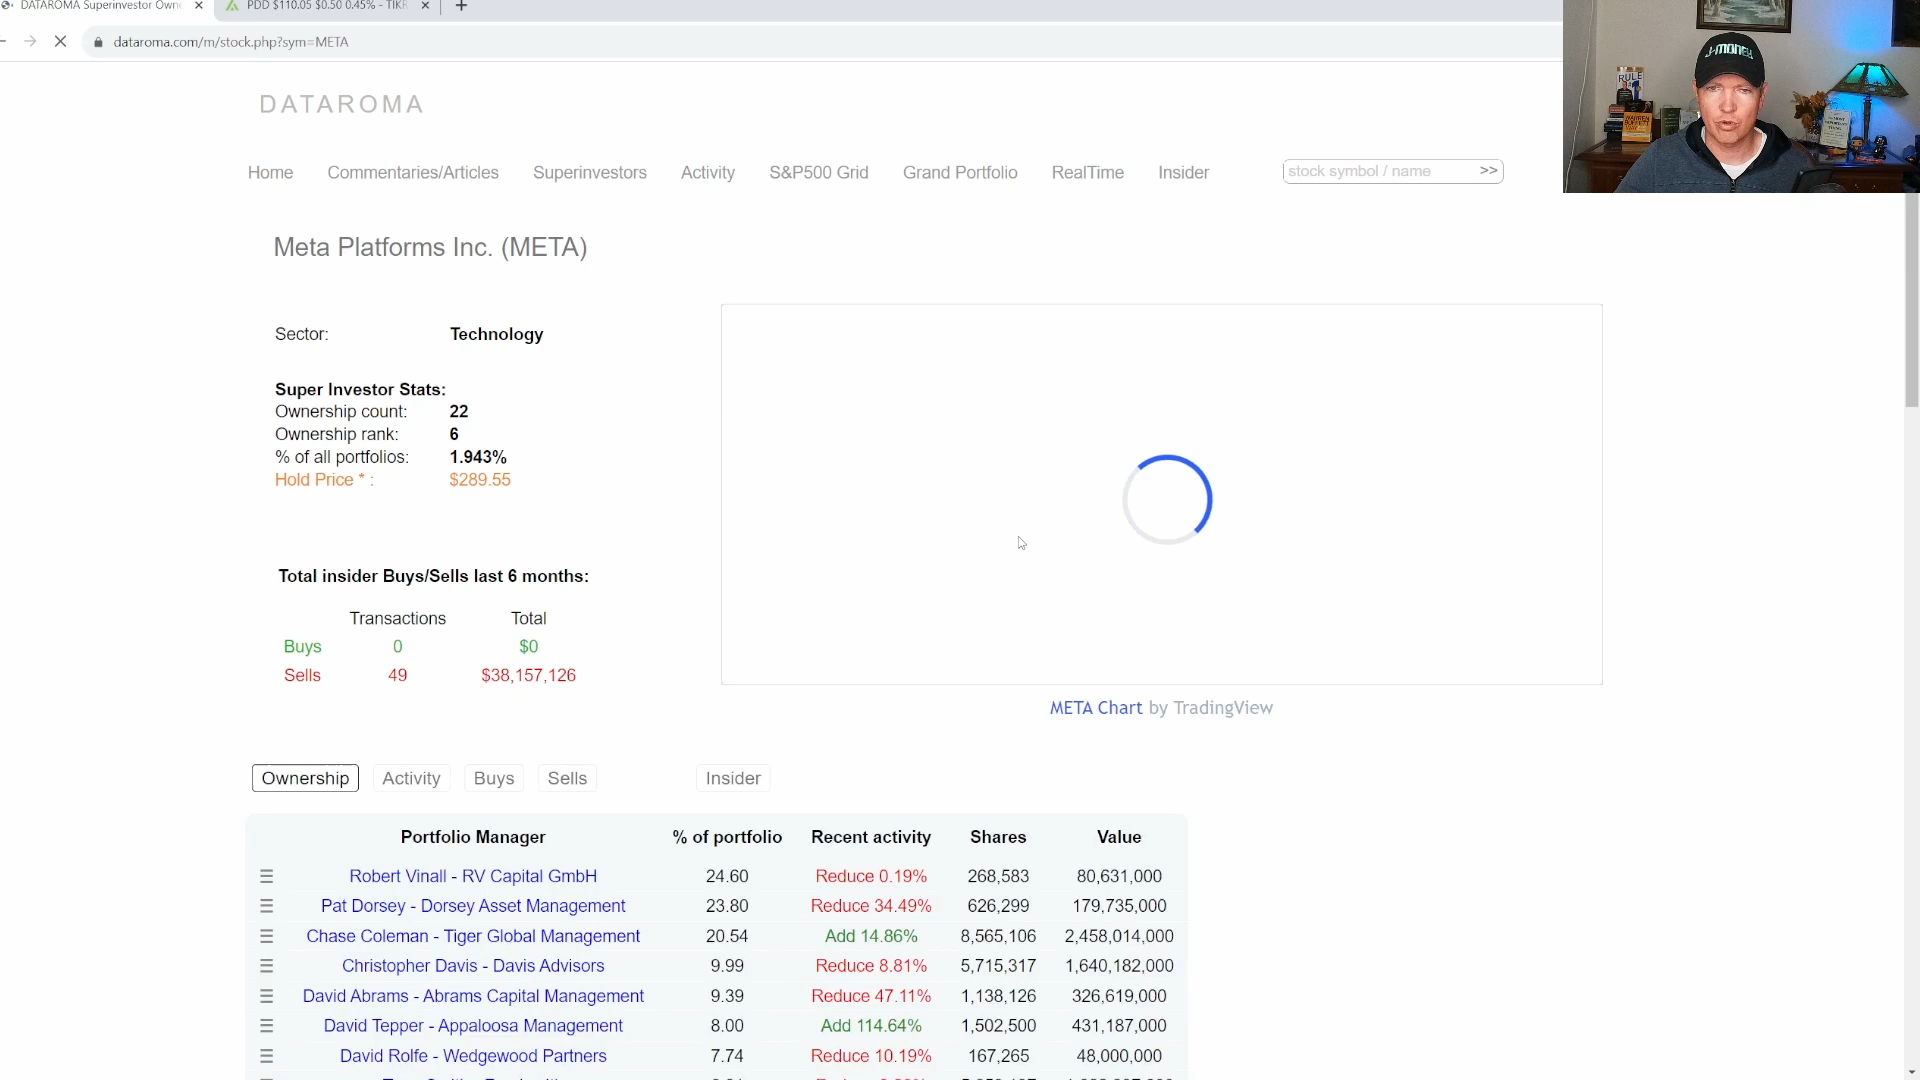 DATAROMA Superinvestor Own
PDD $110.05 $0.50 0.45% - TIKR
dataroma.com/m/stock.php?sym=META
J-MONEY
RULE
WARREN BUFFETT
DATAROMA
Home Commentaries/Articles Superinvestors Activity S&P500 Grid Grand Portfolio RealTime Insider stock symbol / name >>
Meta Platforms Inc. (META)
Sector: Technology
Super Investor Stats:
Ownership count: 22
Ownership rank: 6
% of all portfolios: 1.943%
Hold Price * : $289.55
Total insider Buys/Sells last 6 months:
Transactions Total
Buys 0 $0
Sells 49 $38,157,126
META Chart by TradingView
Ownership Activity Buys Sells Insider
Portfolio Manager % of portfolio Recent activity Shares Value
Robert Vinall - RV Capital GmbH 24.60 Reduce 0.19% 268,583 80,631,000
Pat Dorsey - Dorsey Asset Management 23.80 Reduce 34.49% 626,299 179,735,000
Chase Coleman - Tiger Global Management 20.54 Add 14.86% 8,565,106 2,458,014,000
Christopher Davis - Davis Advisors 9.99 Reduce 8.81% 5,715,317 1,640,182,000
David Abrams - Abrams Capital Management 9.39 Reduce 47.11% 1,138,126 326,619,000
David Tepper - Appaloosa Management 8.00 Add 114.64% 1,502,500 431,187,000
David Rolfe - Wedgewood Partners 7.74 Reduce 10.19% 167,265 48,000,000